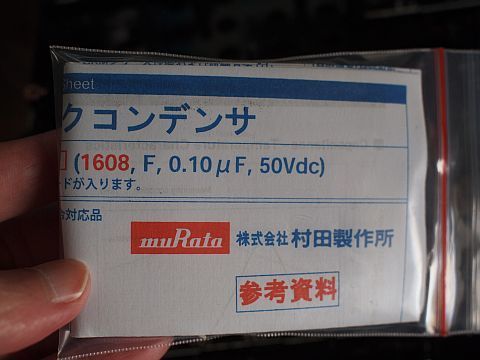 Sheet
クコンデンサ
(1608, F, 0.10μF, 50Vdc)
ドが入ります。
対応品
muRata 株式会社 村田製作所
参考資料